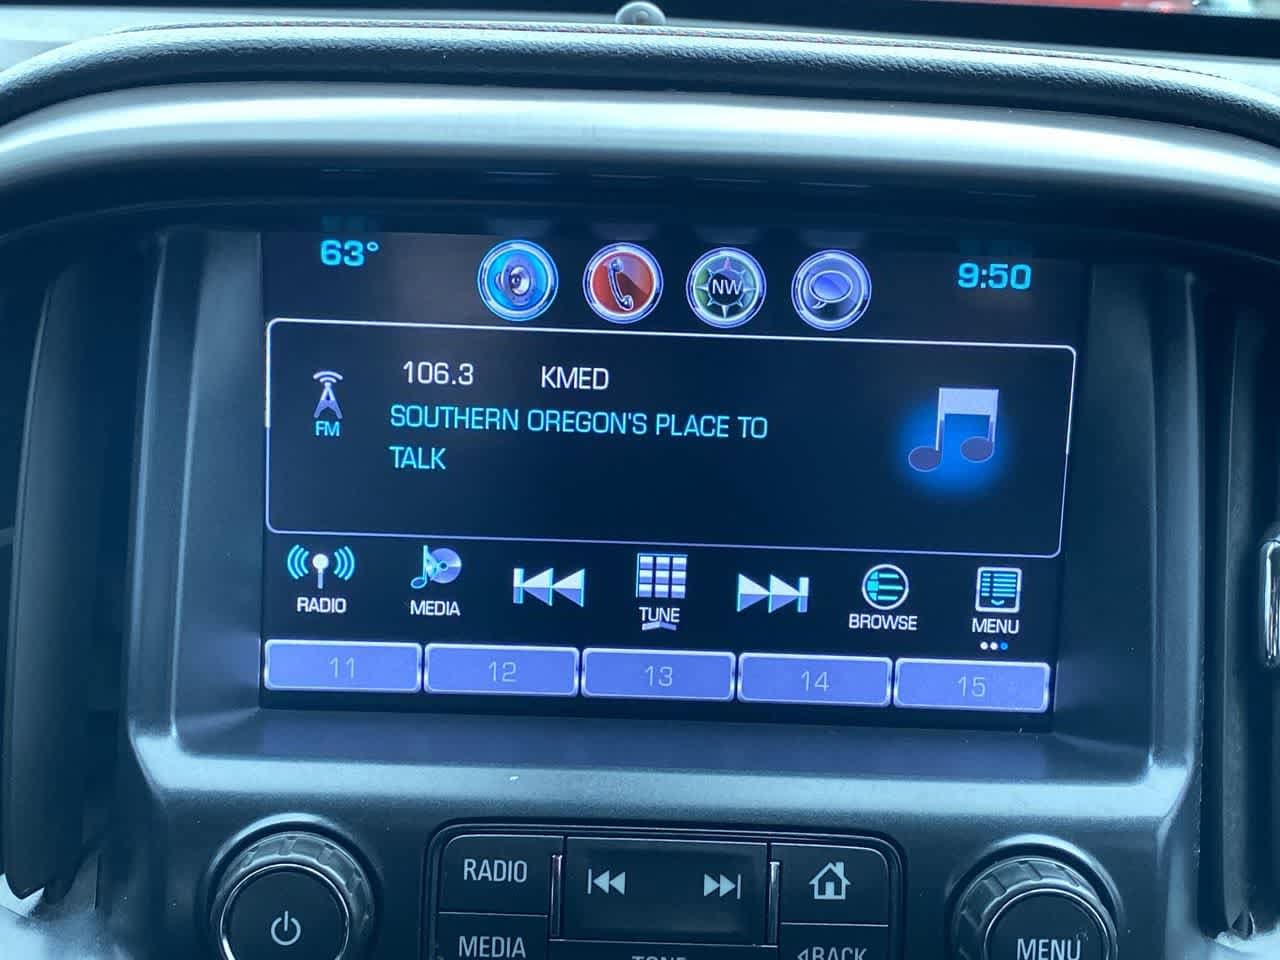 63°
NW
9:50
106.3 KMED
FM
SOUTHERN OREGON'S PLACE TO
TALK
RADIO
MEDIA
TUNE
BROWSE
MENU
11
12
13
14
15
RADIO
MEDIA
TONE
BACK
MENU